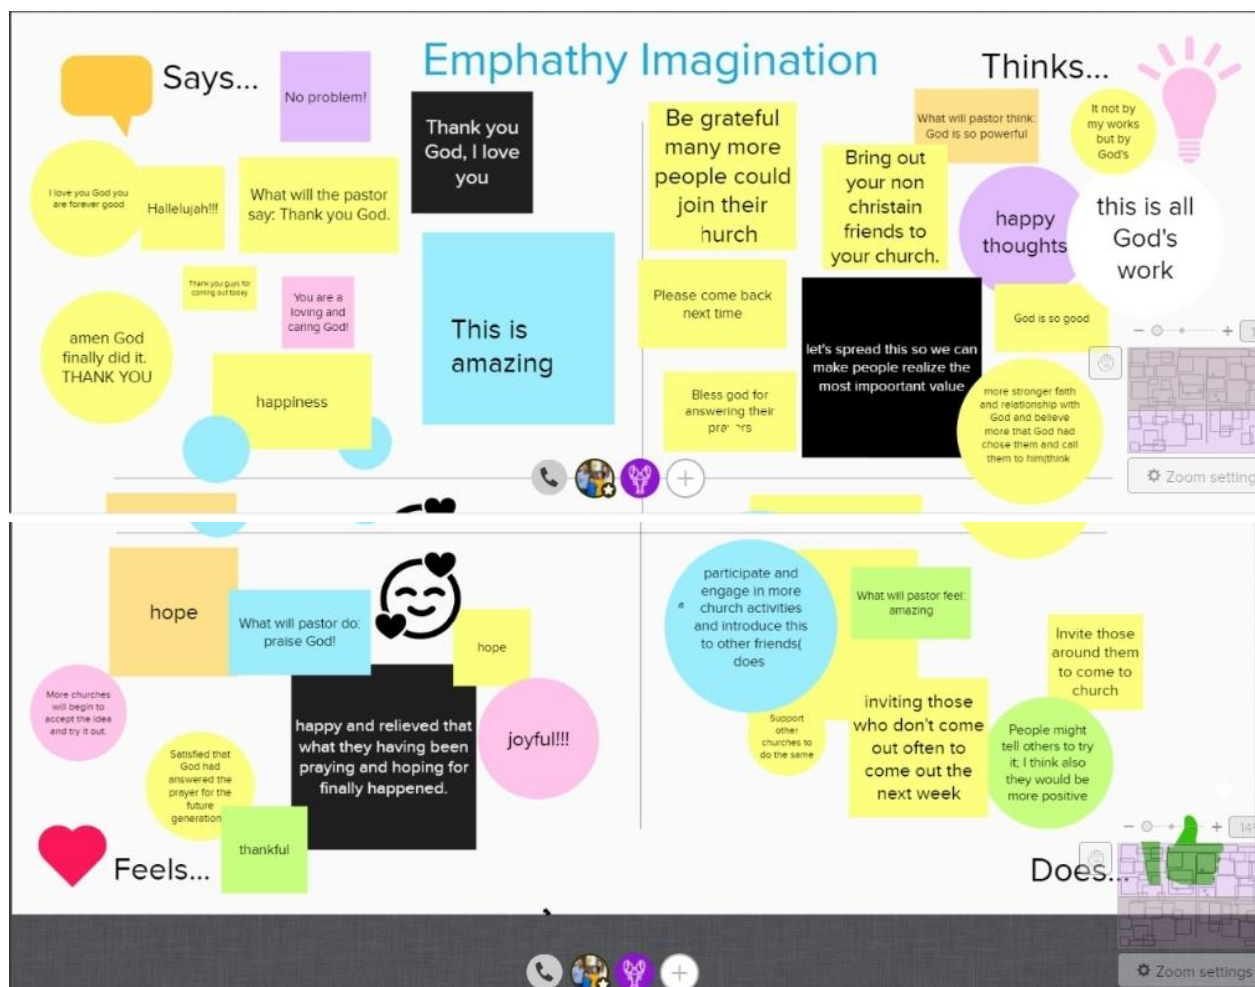 Emphathy Imagination
Says...
No problem!
Thank you
God, I love
you
I love you God you
are forever good
Hallelujah!!!
What will the pastor
say: Thank you God.
Thank you guys for
coming out today
You are a
loving and
caring God!
This is
amazing
amen God
finally did it.
THANK YOU
happiness
Thinks...
Be grateful
many more
people could
join their
hurch
What will pastor think:
God is so powerful
It not by
my works
but by
God's
Bring out
your non
christain
friends to
your church.
happy
thoughts
this is all
God's
work
Please come back
next time
let's spread this so we can
make people realize the
most impoortant value
God is so good
Bless god for
answering their
more stronger faith
and relationship with
God and believe
more that God had
chose them and call
them to him(think
Zoom setting
hope
What will pastor do:
praise God!
hope
More churches
will begin to
accept the idea
and try it out.
happy and relieved that
what they having been
praying and hoping for
finally happened.
joyful!!!
Satisfied that
God had
answered the
prayer for the
future
generation
thankful
Feels...
participate and
engage in more
church activities
and introduce this
to other friends(
does
What will pastor feel:
amazing
Invite those
around them
to come to
church
Support
other
churches to
do the same
inviting those
who don't come
out often to
come out the
next week
People might
tell others to try
it; I think also
they would be
more positive
Does...
Zoom settings